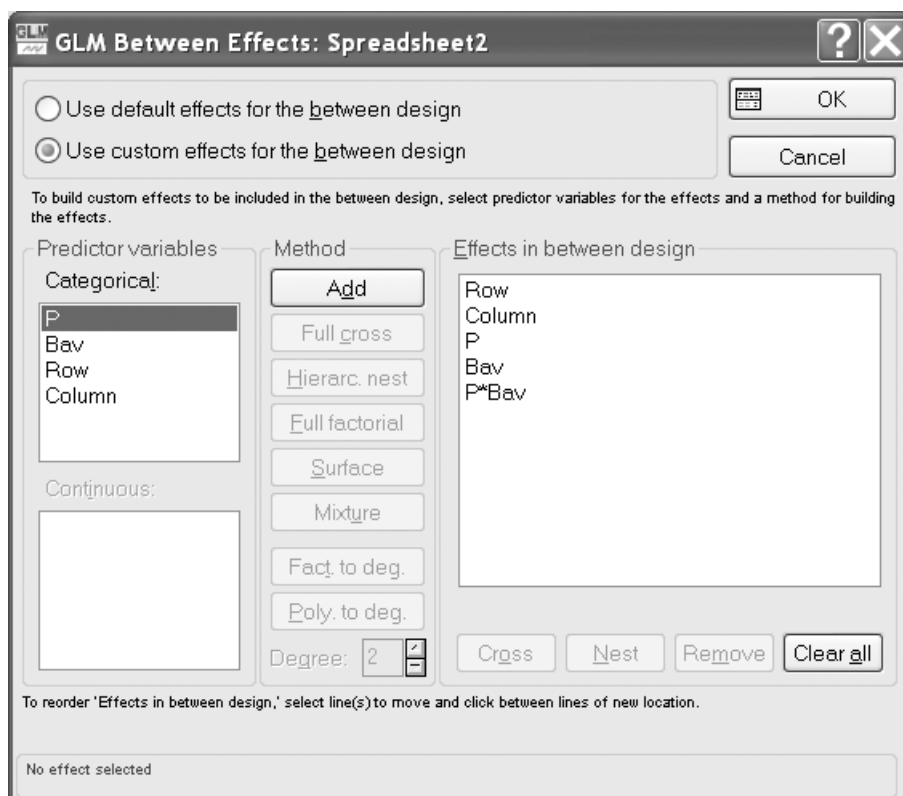 GLM
GLM Between Effects: Spreadsheet2
Use default effects for the between design
Use custom effects for the between design
OK
Cancel
To build custom effects to be included in the between design, select predictor variables for the effects and a method for building
the effects.
Predictor variables
Categorical:
P
Bav
Row
Column
Continuous:
Method
Add
Full cross
Hierarc. nest
Full factorial
Surface
Mixture
Fact. to deg.
Poly. to deg.
Degree: 2
Effects in between design
Row
Column
P
Bav
P*Bav
Cross
Nest
Remove
Clear all
To reorder 'Effects in between design,' select line(s) to move and click between lines of new location.
No effect selected